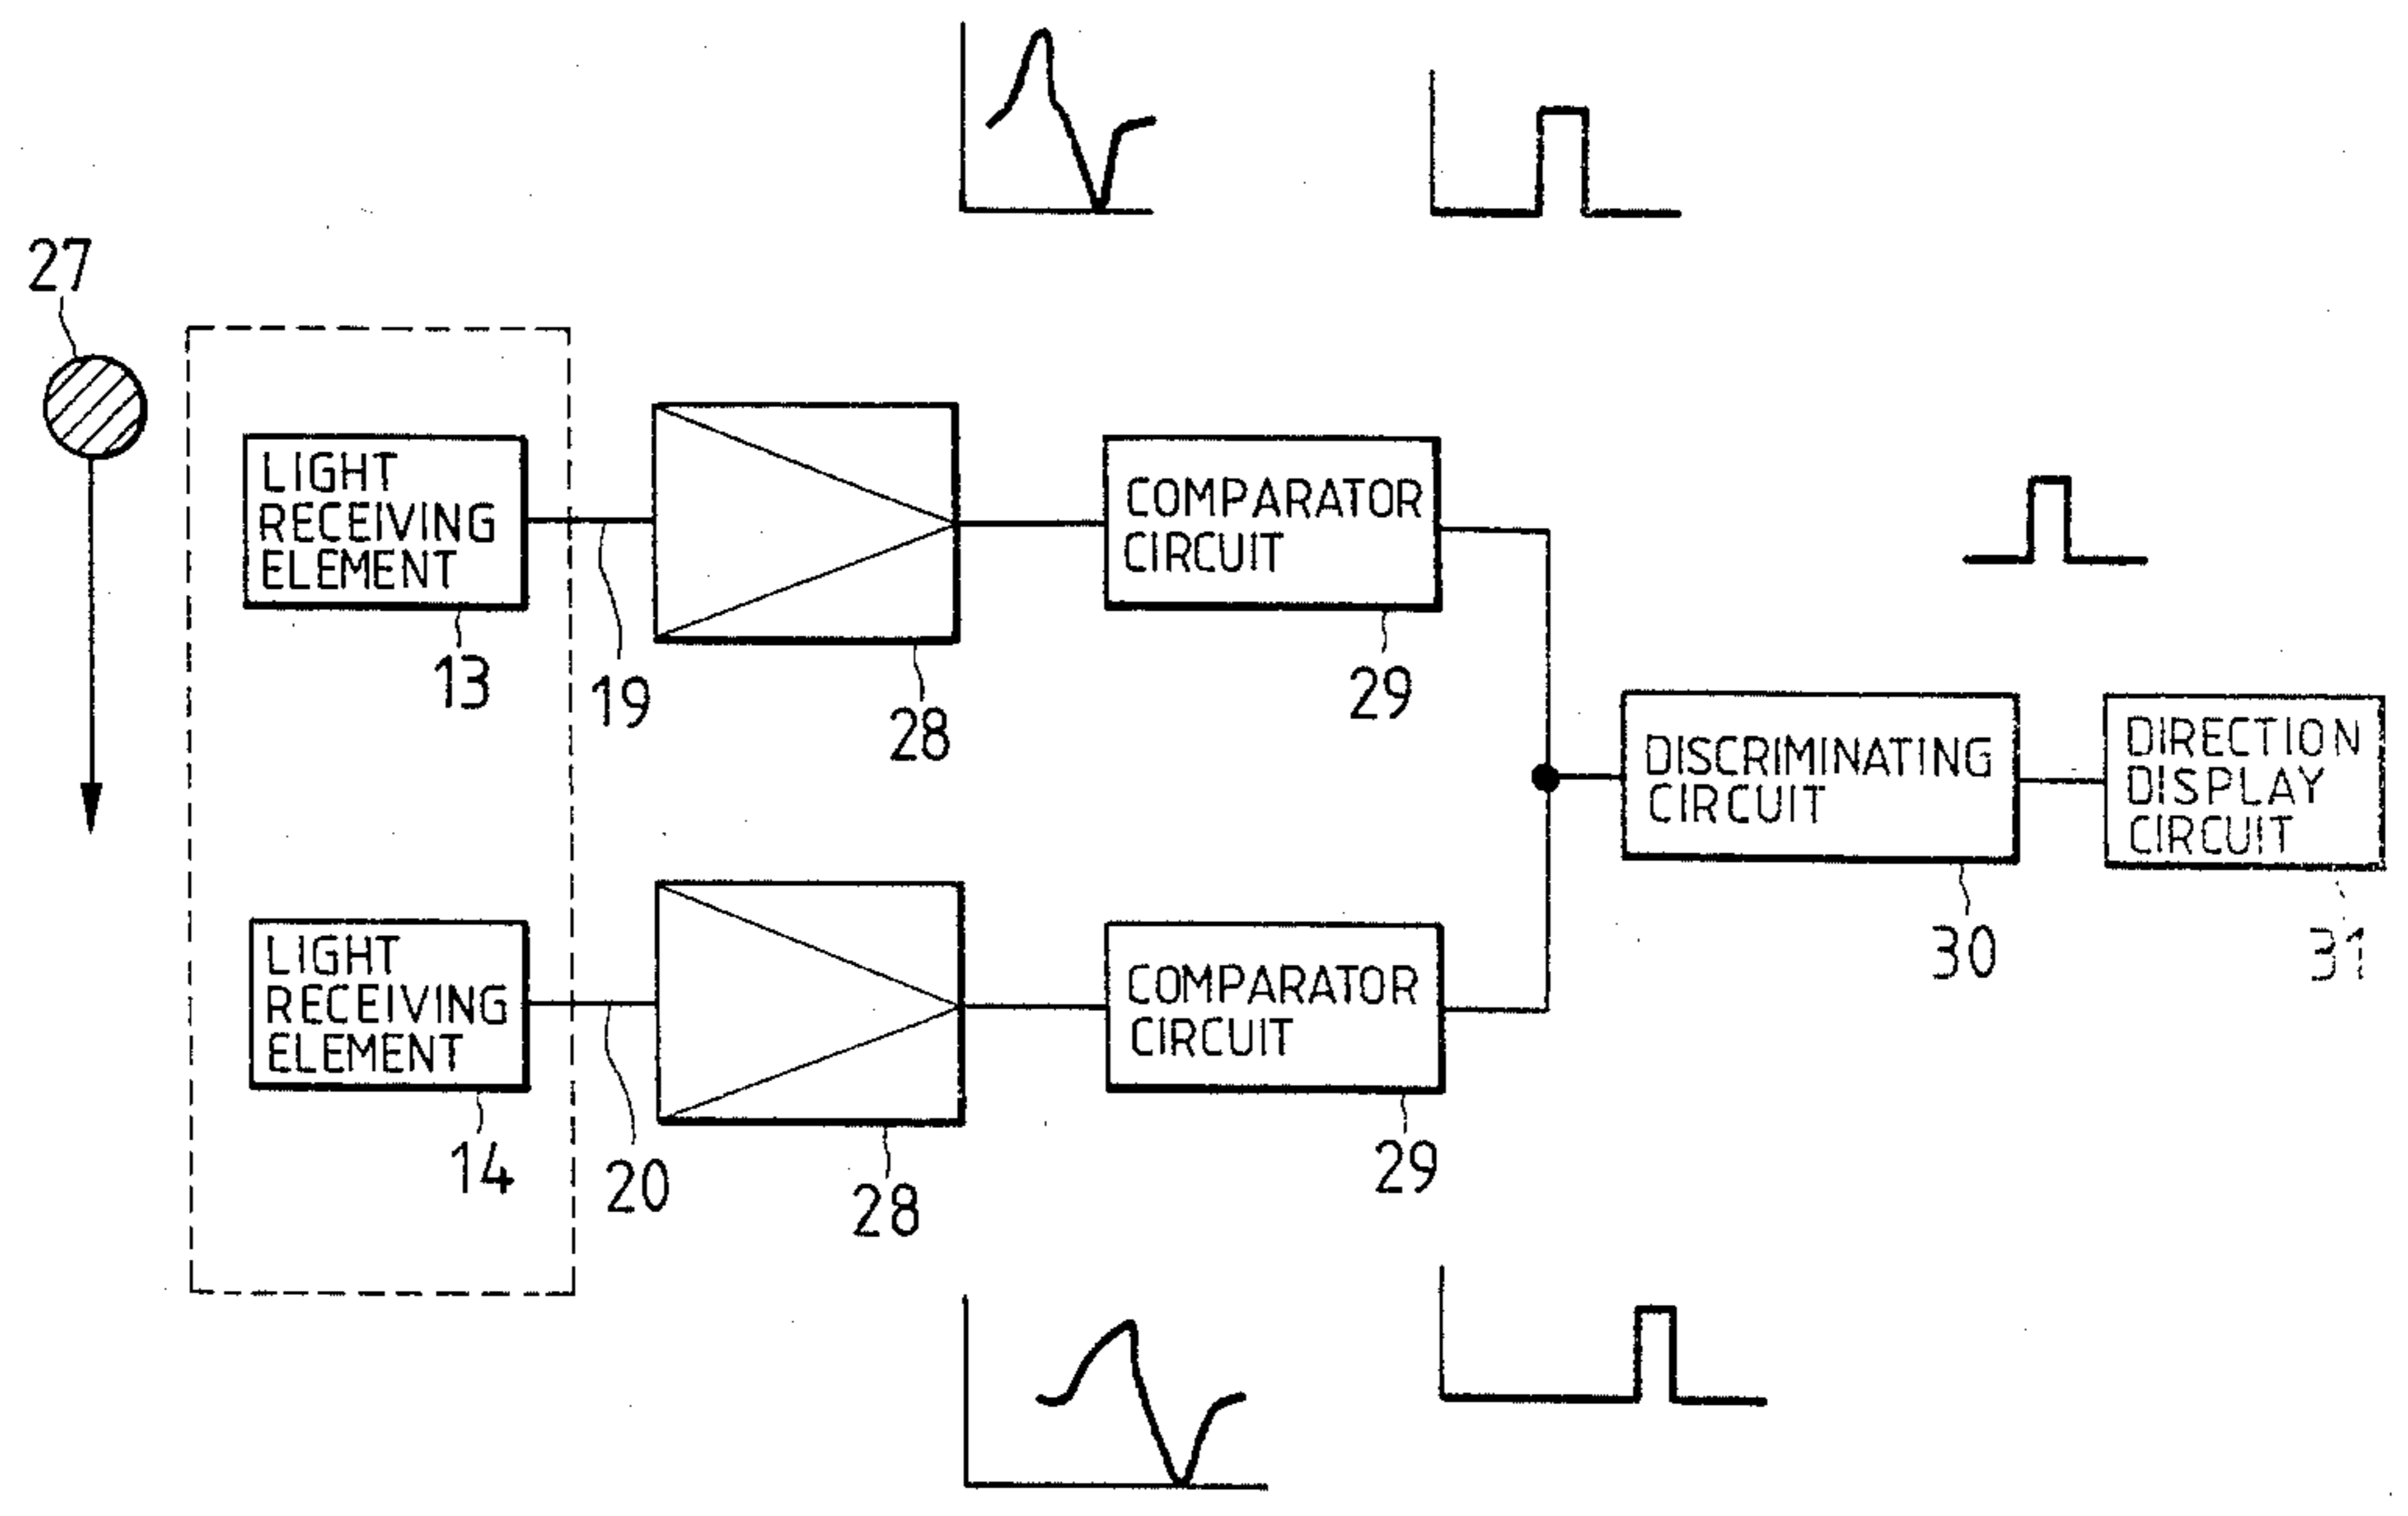 27
LIGHT
RECEIVING
ELEMENT
13
19
28
COMPARATOR
CIRCUIT
29
DISCRIMINATING
CIRCUIT
30
DIRECTION
DISPLAY
CIRCUIT
31
LIGHT
RECEIVING
ELEMENT
14
20
28
COMPARATOR
CIRCUIT
29